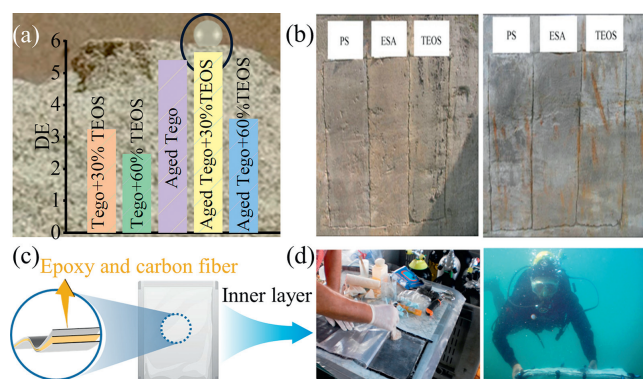 (a)
6
5
4
3
2
1
0
DE
Tego+30% TEOS
Tego+60%TEOS
Aged Tego
Aged Tego+30%TEOS
Aged Tego+60%TEOS
(b)
PS ESA TEOS
PS ESA TEOS
(c)
Epoxy and carbon fiber
Inner layer
(d)